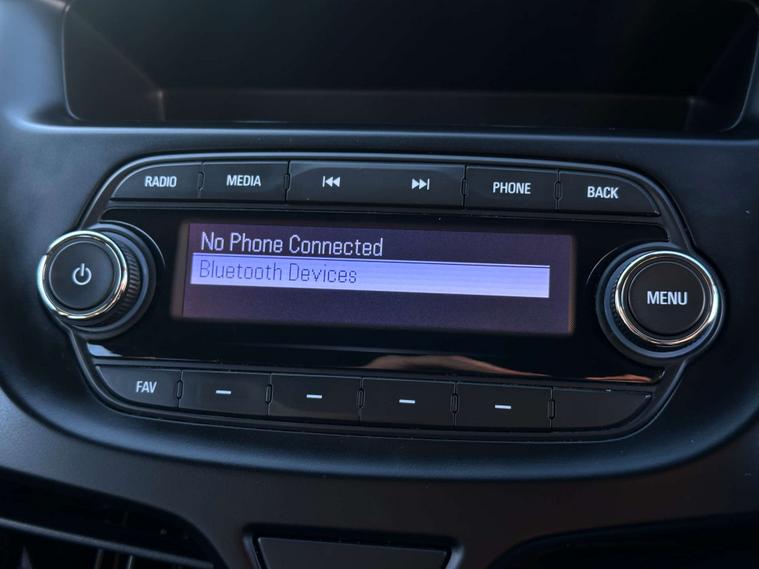 RADIO MEDIA PHONE BACK
No Phone Connected
Bluetooth Devices
MENU
FAV